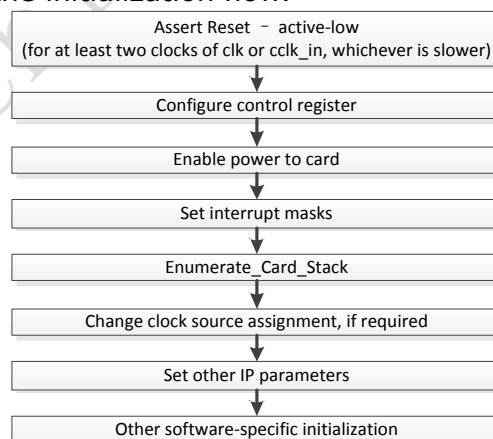 Assert Reset – active-low
(for at least two clocks of clk or cclk_in, whichever is slower)
Configure control register
Enable power to card
Set interrupt masks
Enumerate_Card_Stack
Change clock source assignment, if required
Set other IP parameters
Other software-specific initialization